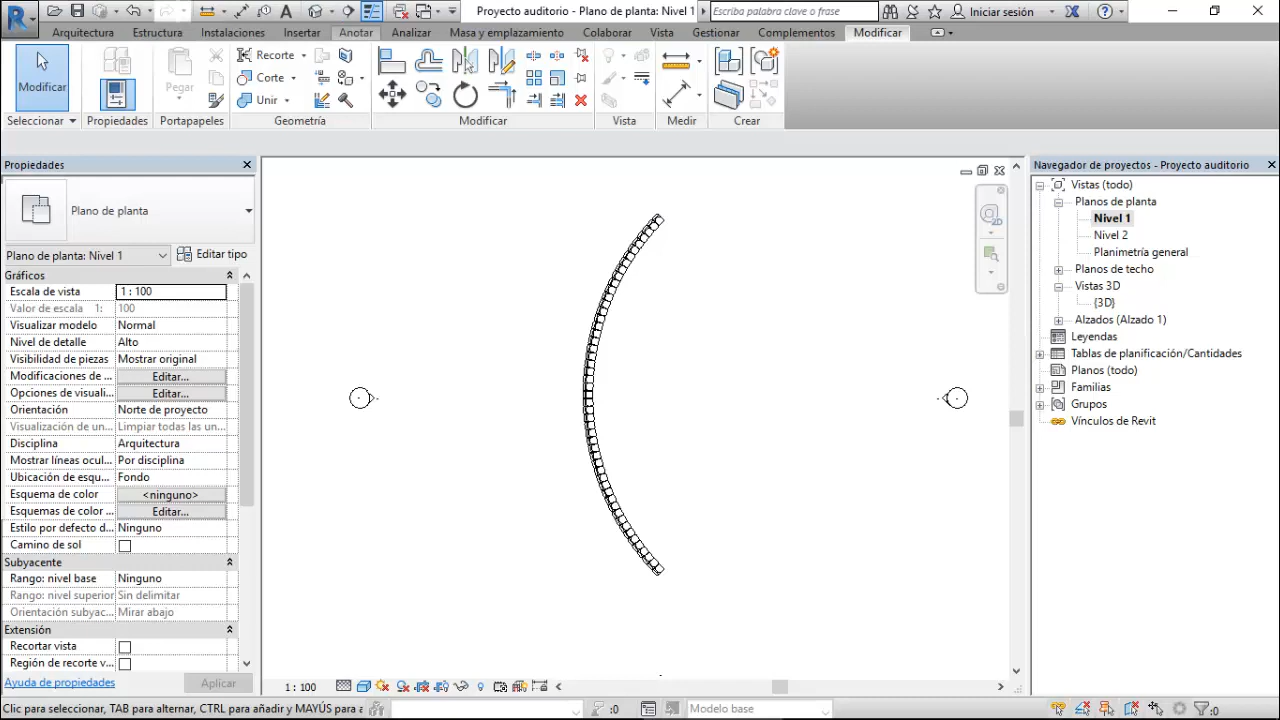 Proyecto auditorio - Plano de planta: Nivel 1
Escriba palabra clave o frase
Iniciar sesión
Arquitectura Estructura Instalaciones Insertar Anotar Analizar Masa y emplazamiento Colaborar Vista Gestionar Complementos Modificar
Modificar
Pegar
Recorte
Corte
Unir
Seleccionar Propiedades Portapapeles Geometría Modificar Vista Medir Crear
Propiedades
Plano de planta
Plano de planta: Nivel 1 Editar tipo
Gráficos
Escala de vista 1 : 100
Valor de escala 1: 100
Visualizar modelo Normal
Nivel de detalle Alto
Visibilidad de piezas Mostrar original
Modificaciones de ... Editar...
Opciones de visuali... Editar...
Orientación Norte de proyecto
Visualización de un... Limpiar todas las un...
Disciplina Arquitectura
Mostrar líneas ocul... Por disciplina
Ubicación de esqu... Fondo
Esquema de color <ninguno>
Esquemas de color ... Editar...
Estilo por defecto d... Ninguno
Camino de sol
Subyacente
Rango: nivel base Ninguno
Rango: nivel superior Sin delimitar
Orientación subyac... Mirar abajo
Extensión
Recortar vista
Región de recorte v...
Ayuda de propiedades Aplicar
2D
1 : 100
Navegador de proyectos - Proyecto auditorio
Vistas (todo)
Planos de planta
Nivel 1
Nivel 2
Planimetría general
Planos de techo
Vistas 3D
{3D}
Alzados (Alzado 1)
Leyendas
Tablas de planificación/Cantidades
Planos (todo)
Familias
Grupos
Vínculos de Revit
Clic para seleccionar, TAB para alternar, CTRL para añadir y MAYÚS para a :0 Modelo base :0